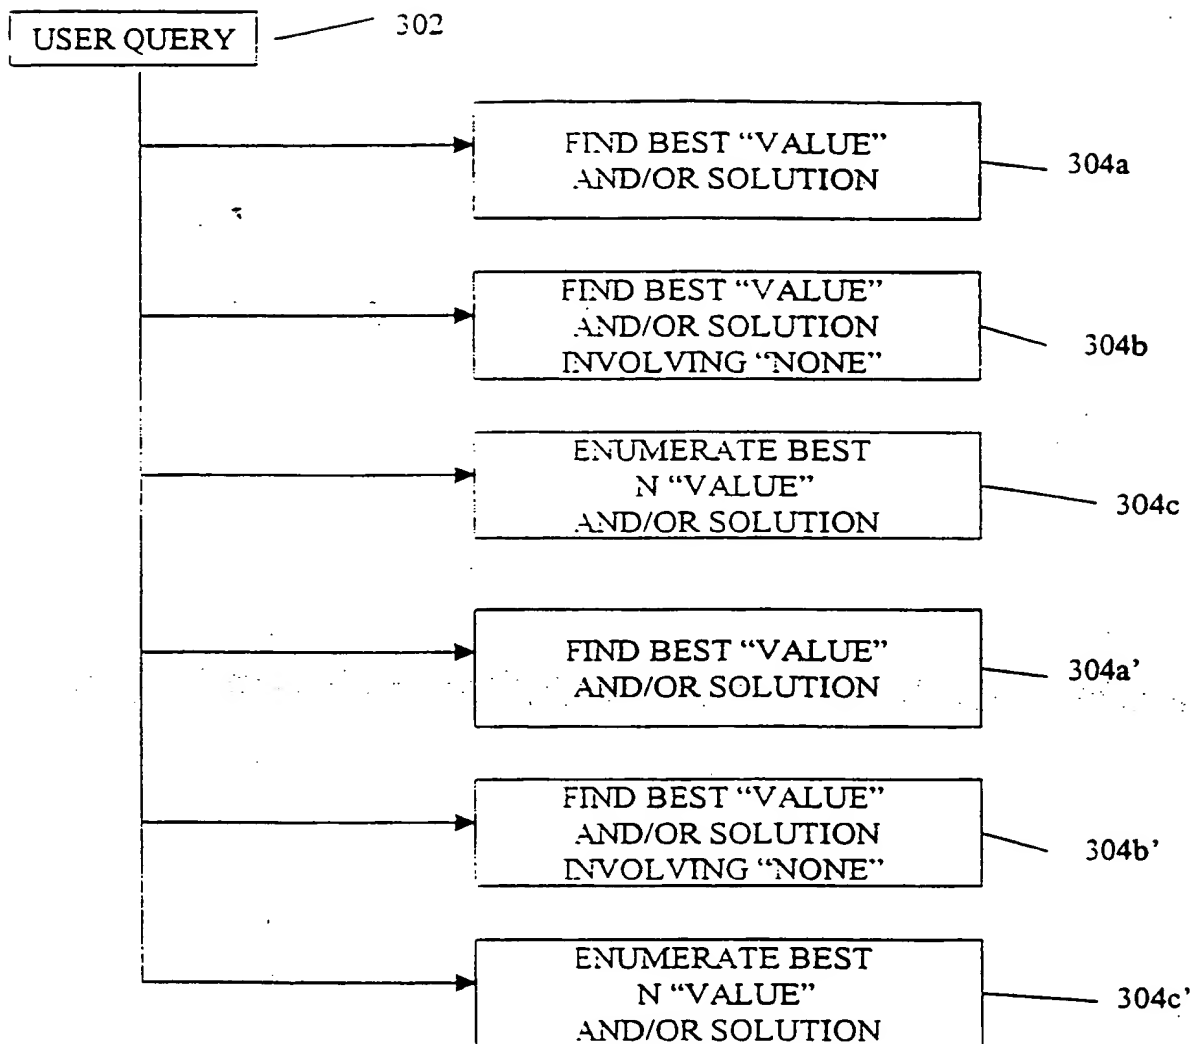 USER QUERY
302
FIND BEST “VALUE”
AND/OR SOLUTION
304a
FIND BEST “VALUE”
AND/OR SOLUTION
INVOLVING “NONE”
304b
ENUMERATE BEST
N “VALUE”
AND/OR SOLUTION
304c
FIND BEST “VALUE”
AND/OR SOLUTION
304a’
FIND BEST “VALUE”
AND/OR SOLUTION
INVOLVING “NONE”
304b’
ENUMERATE BEST
N “VALUE”
AND/OR SOLUTION
304c’